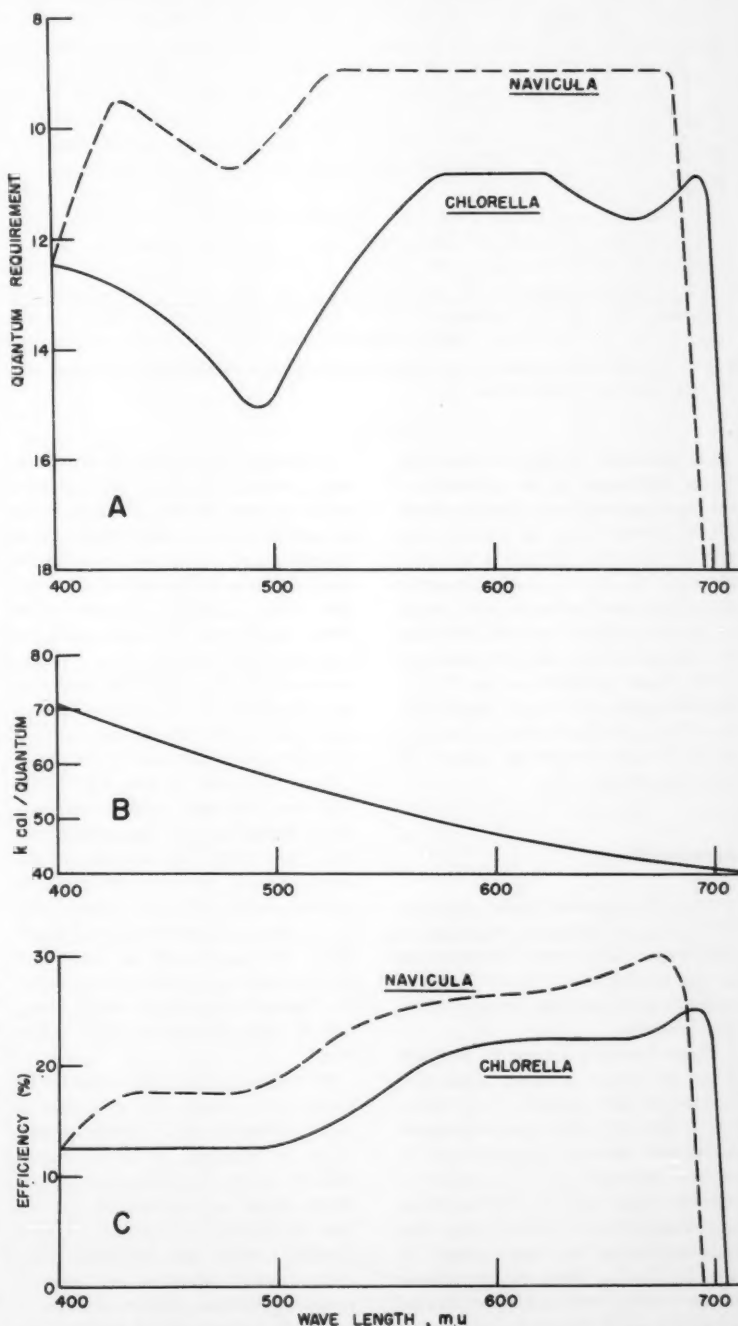 8
10
12
14
16
18
QUANTUM REQUIREMENT
NAVICULA
CHLORELLA
A
400
500
600
700
80
70
60
50
40
k cal / QUANTUM
B
400
500
600
700
30
20
10
0
EFFICIENCY (%)
NAVICULA
CHLORELLA
C
400
500
600
700
WAVE LENGTH , m.u